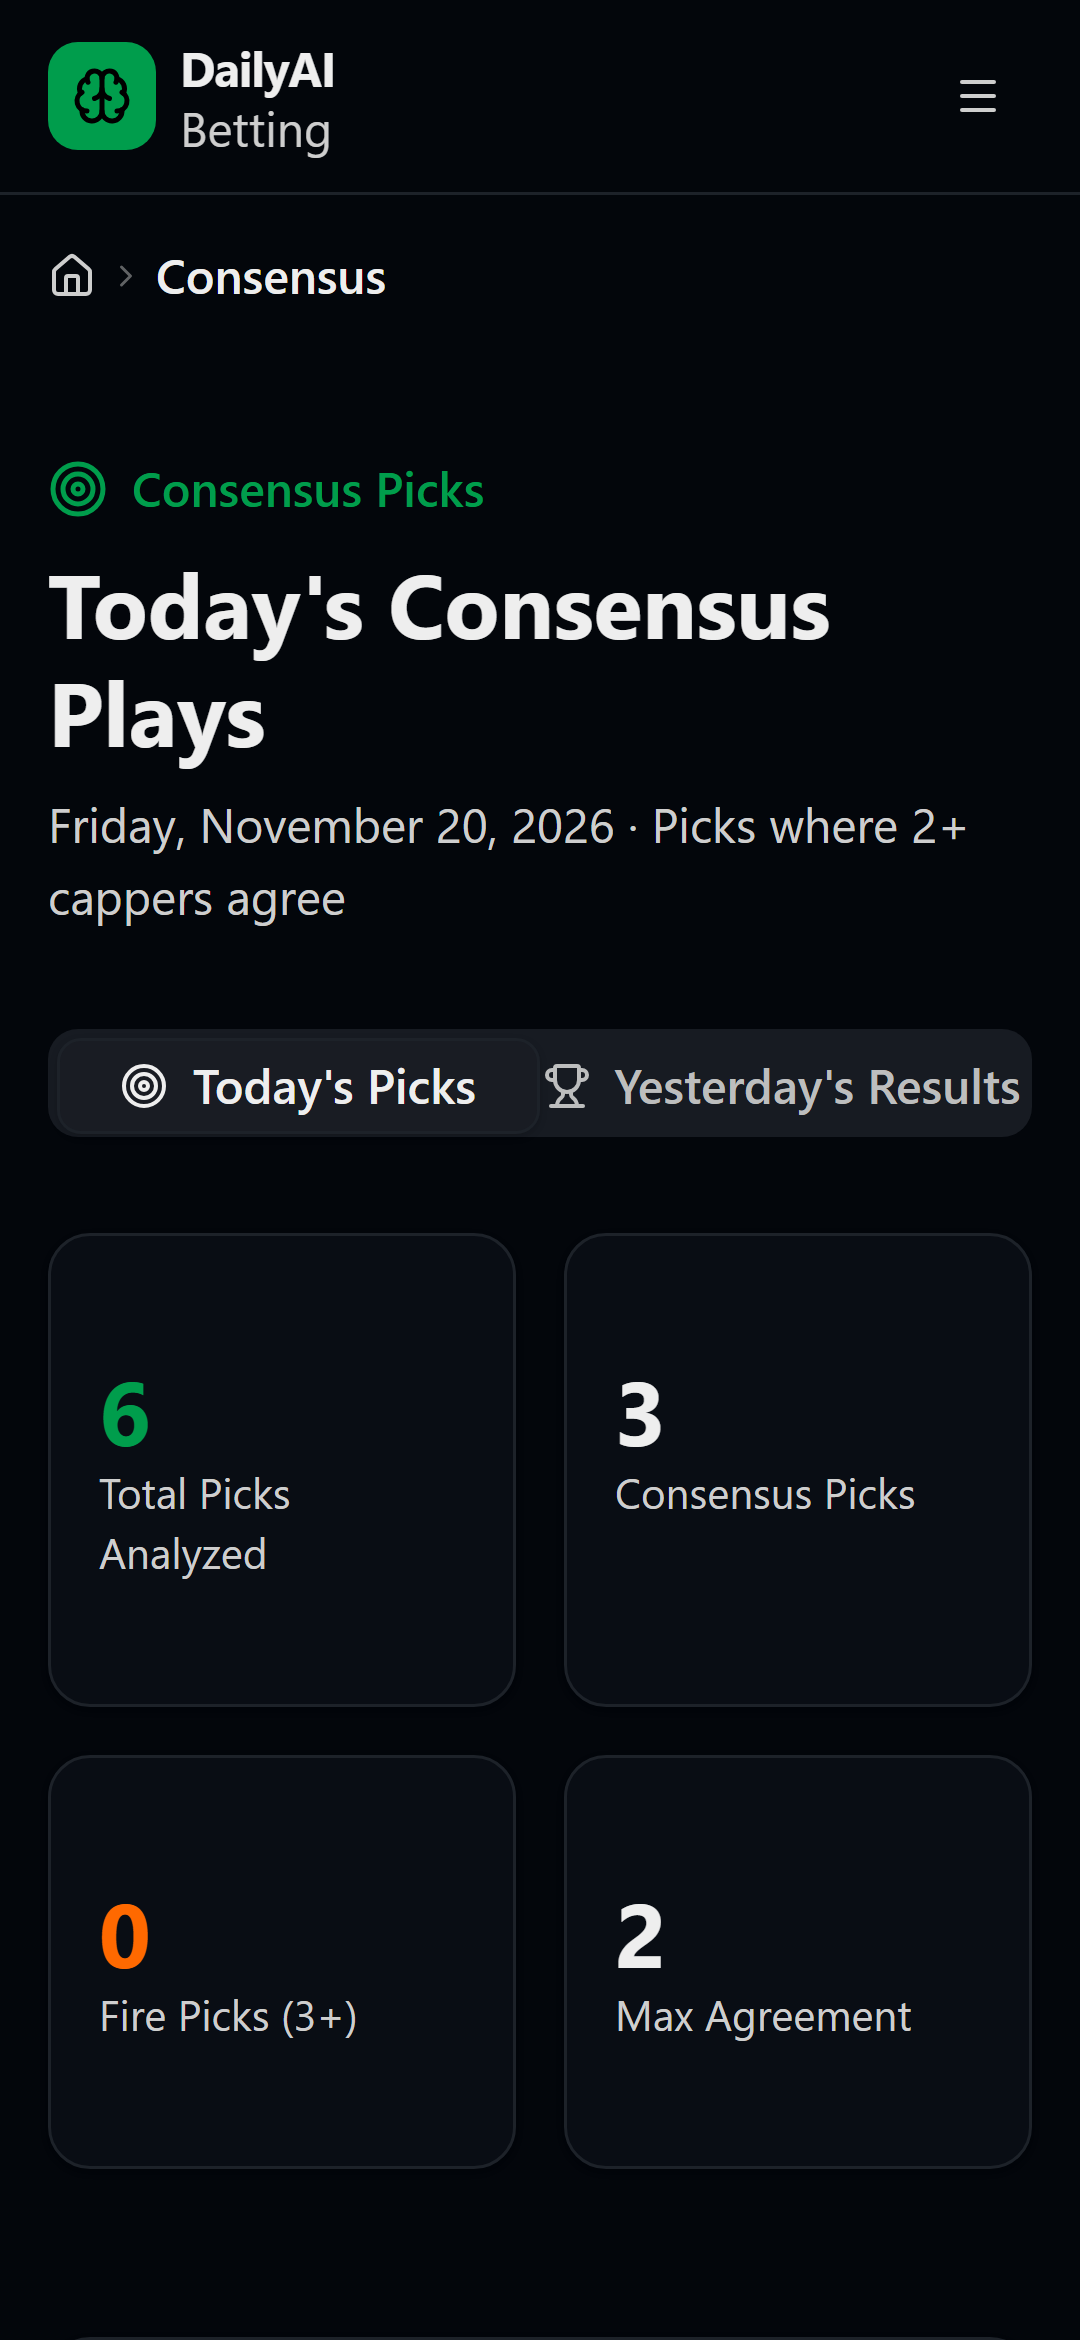 DailyAI
Betting
Consensus
Consensus Picks
Today's Consensus
Plays
Friday, November 20, 2026 · Picks where 2+
cappers agree
Today's Picks
Yesterday's Results
6
Total Picks
Analyzed
3
Consensus Picks
0
Fire Picks (3+)
2
Max Agreement